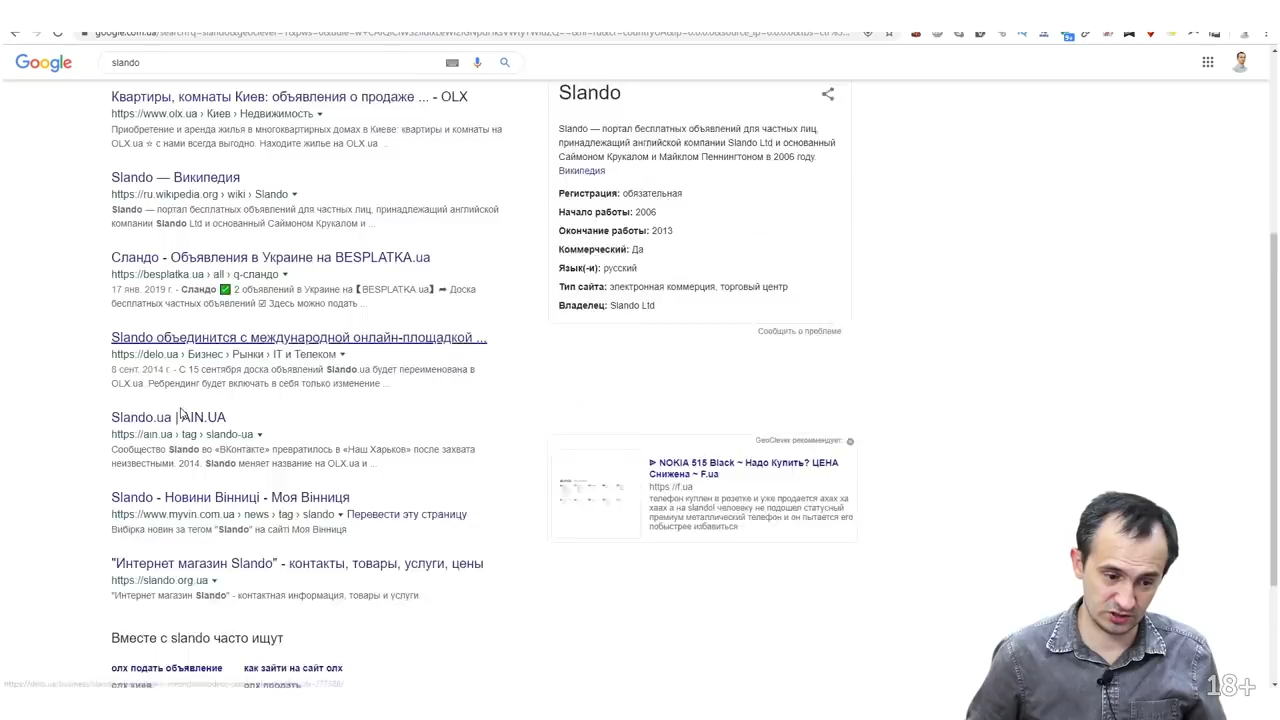 Google
slando
Квартиры, комнаты Киев: объявления о продаже ... - OLX
https://www.olx.ua › Киев › Недвижимость
Приобретение и аренда жилья в многоквартирных домах в Киеве: квартиры и комнаты на
OLX.ua ☆ с нами всегда выгодно. Находите жилье на OLX.ua ..
Slando — Википедия
https://ru.wikipedia.org › wiki › Slando
Slando — портал бесплатных объявлений для частных лиц, принадлежащий английской
компании Slando Ltd и основанный Саймоном Крукалом и ...
Сландо - Объявления в Украине на BESPLATKA.ua
https://besplatka.ua › all › q-сландо
17 янв. 2019 г. - Сландо ✅ 2 объявлений в Украине на【BESPLATKA.ua】➦ Доска
бесплатных частных объявлений ☑ Здесь можно подать ...
Slando объединится с международной онлайн-площадкой ...
https://delo.ua › Бизнес › Рынки › IT и Телеком
8 сент. 2014 г. - С 15 сентября доска объявлений Slando.ua будет переименована в
OLX.ua. Ребрендинг будет включать в себя только изменение ...
Slando.ua | AIN.UA
https://ain.ua › tag › slando-ua
Сообщество Slando во «ВКонтакте» превратилось в «Наш Харьков» после захвата
неизвестными. 2014. Slando меняет название на OLX.ua и ...
Slando - Новини Вінниці - Моя Вінниця
https://www.myvin.com.ua › news › tag › slando Перевести эту страницу
Вибірка новин за тегом "Slando" на сайті Моя Вінниця
"Интернет магазин Slando" - контакты, товары, услуги, цены
https://slando.org.ua
"Интернет магазин Slando" - контактная информация, товары и услуги
Вместе с slando часто ищут
олх подать объявление как зайти на сайт олх
олх киев олх продать
Slando
Slando — портал бесплатных объявлений для частных лиц,
принадлежащий английской компании Slando Ltd и основанный
Саймоном Крукалом и Майклом Пеннингтоном в 2006 году.
Википедия
Регистрация: обязательная
Начало работы: 2006
Окончание работы: 2013
Коммерческий: Да
Язык(-и): русский
Тип сайта: электронная коммерция, торговый центр
Владелец: Slando Ltd
Сообщить о проблеме
GeoClever рекомендует:
ᐈ NOKIA 515 Black ~ Надо Купить? ЦЕНА
Снижена ~ F.ua
https://f.ua
телефон куплен в розетке и уже продается ахах ха
хаах а на slando! человеку не подошел статусный
премиум металлический телефон и он пытается его
побыстрее избавиться
18+